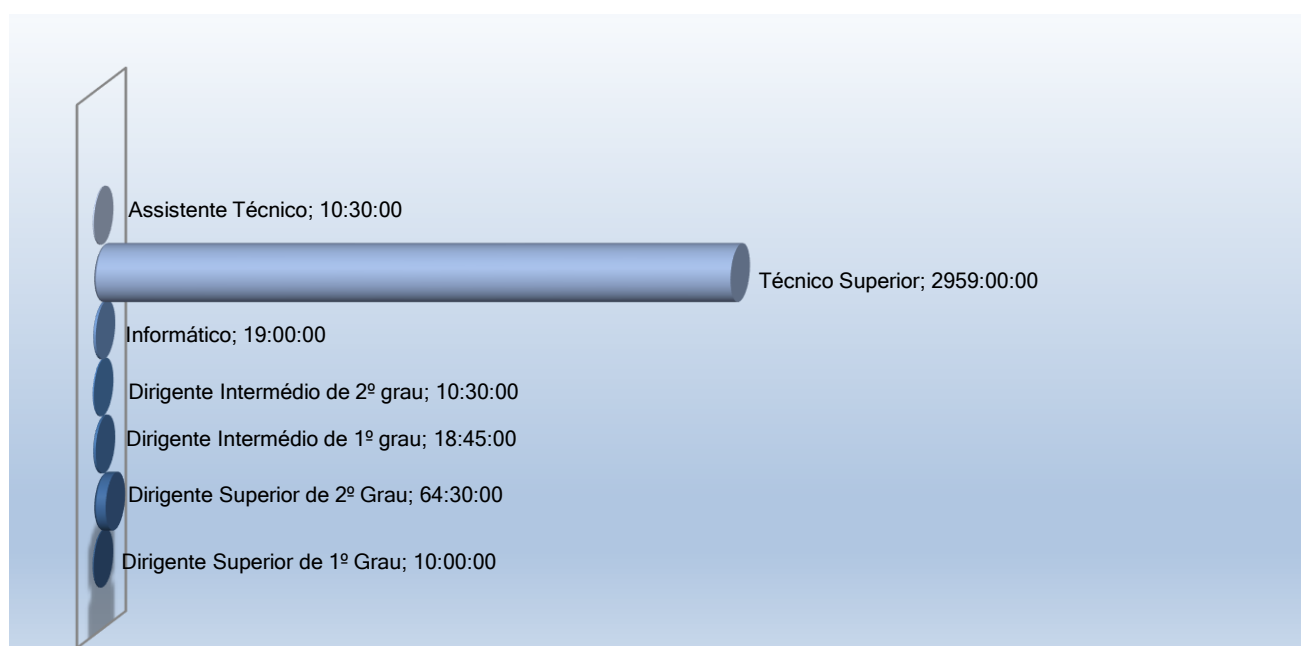 Assistente Técnico; 10:30:00
Técnico Superior; 2959:00:00
Informático; 19:00:00
Dirigente Intermédio de 2º grau; 10:30:00
Dirigente Intermédio de 1º grau; 18:45:00
Dirigente Superior de 2º Grau; 64:30:00
Dirigente Superior de 1º Grau; 10:00:00